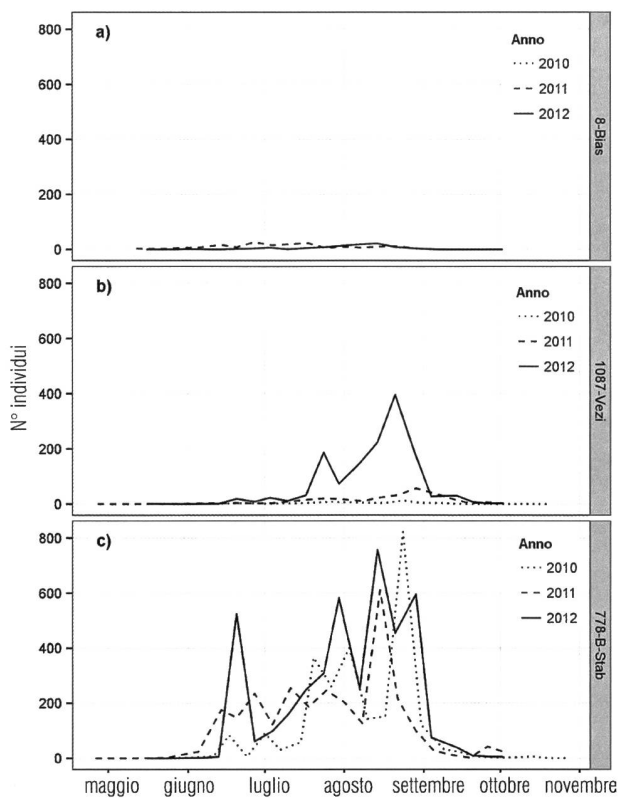 a)
800
600
400
200
0
Anno
2010
2011
2012
8-Bias
b)
800
600
400
200
0
Anno
2010
2011
2012
1087-Vezi
N° individui
c)
800
600
400
200
0
Anno
2010
2011
2012
778-B-Stab
maggio giugno luglio agosto settembre ottobre novembre